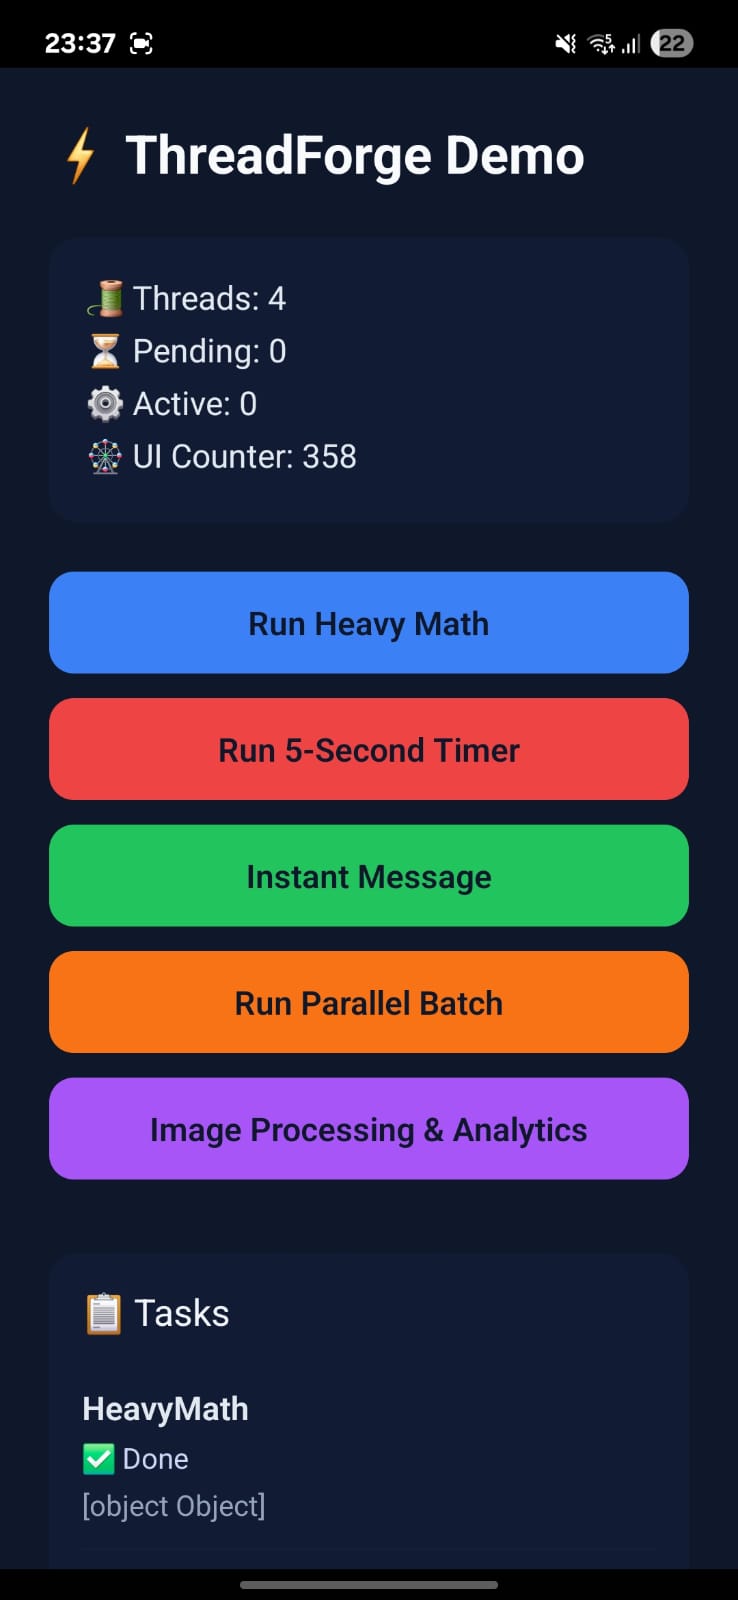 23:37
22
⚡ ThreadForge Demo
🧵 Threads: 4
⏳ Pending: 0
⚙️ Active: 0
🎡 UI Counter: 358
Run Heavy Math
Run 5-Second Timer
Instant Message
Run Parallel Batch
Image Processing & Analytics
📋 Tasks
HeavyMath
✅ Done
[object Object]